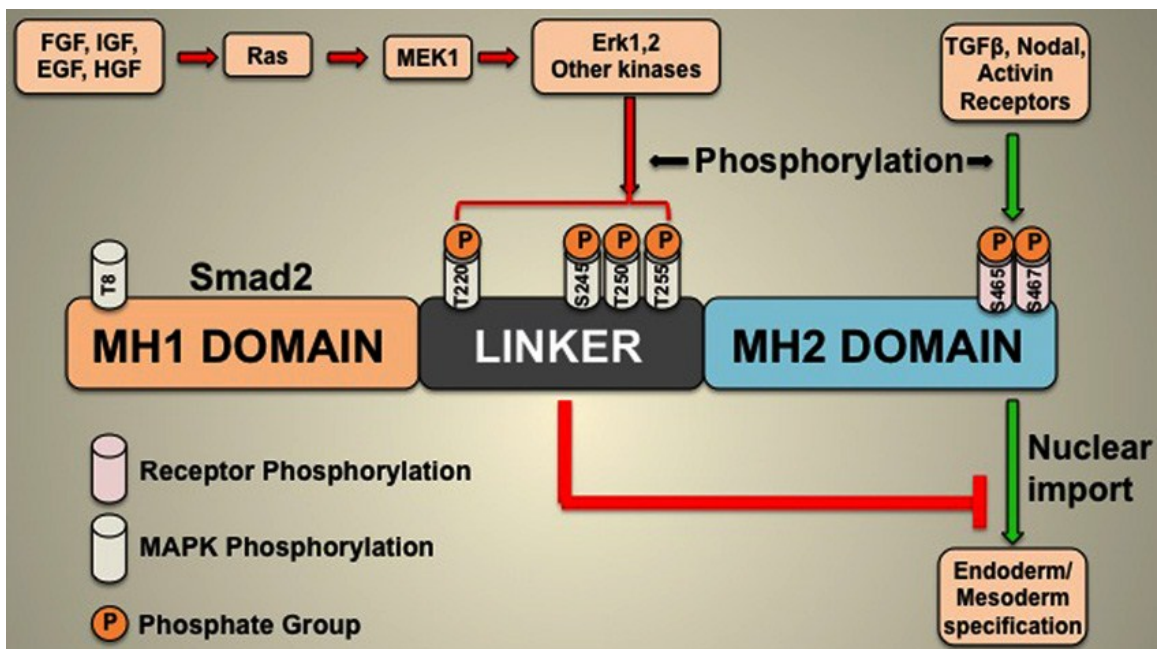 FGF, IGF,
EGF, HGF
Ras
MEK1
Erk1,2
Other kinases
TGFβ, Nodal,
Activin
Receptors
Phosphorylation
P
P
P
P
P
P
T8
T220
S245
T250
T255
S465
S467
Smad2
MH1 DOMAIN
LINKER
MH2 DOMAIN
Receptor Phosphorylation
MAPK Phosphorylation
P
Phosphate Group
Nuclear
import
Endoderm/
Mesoderm
specification